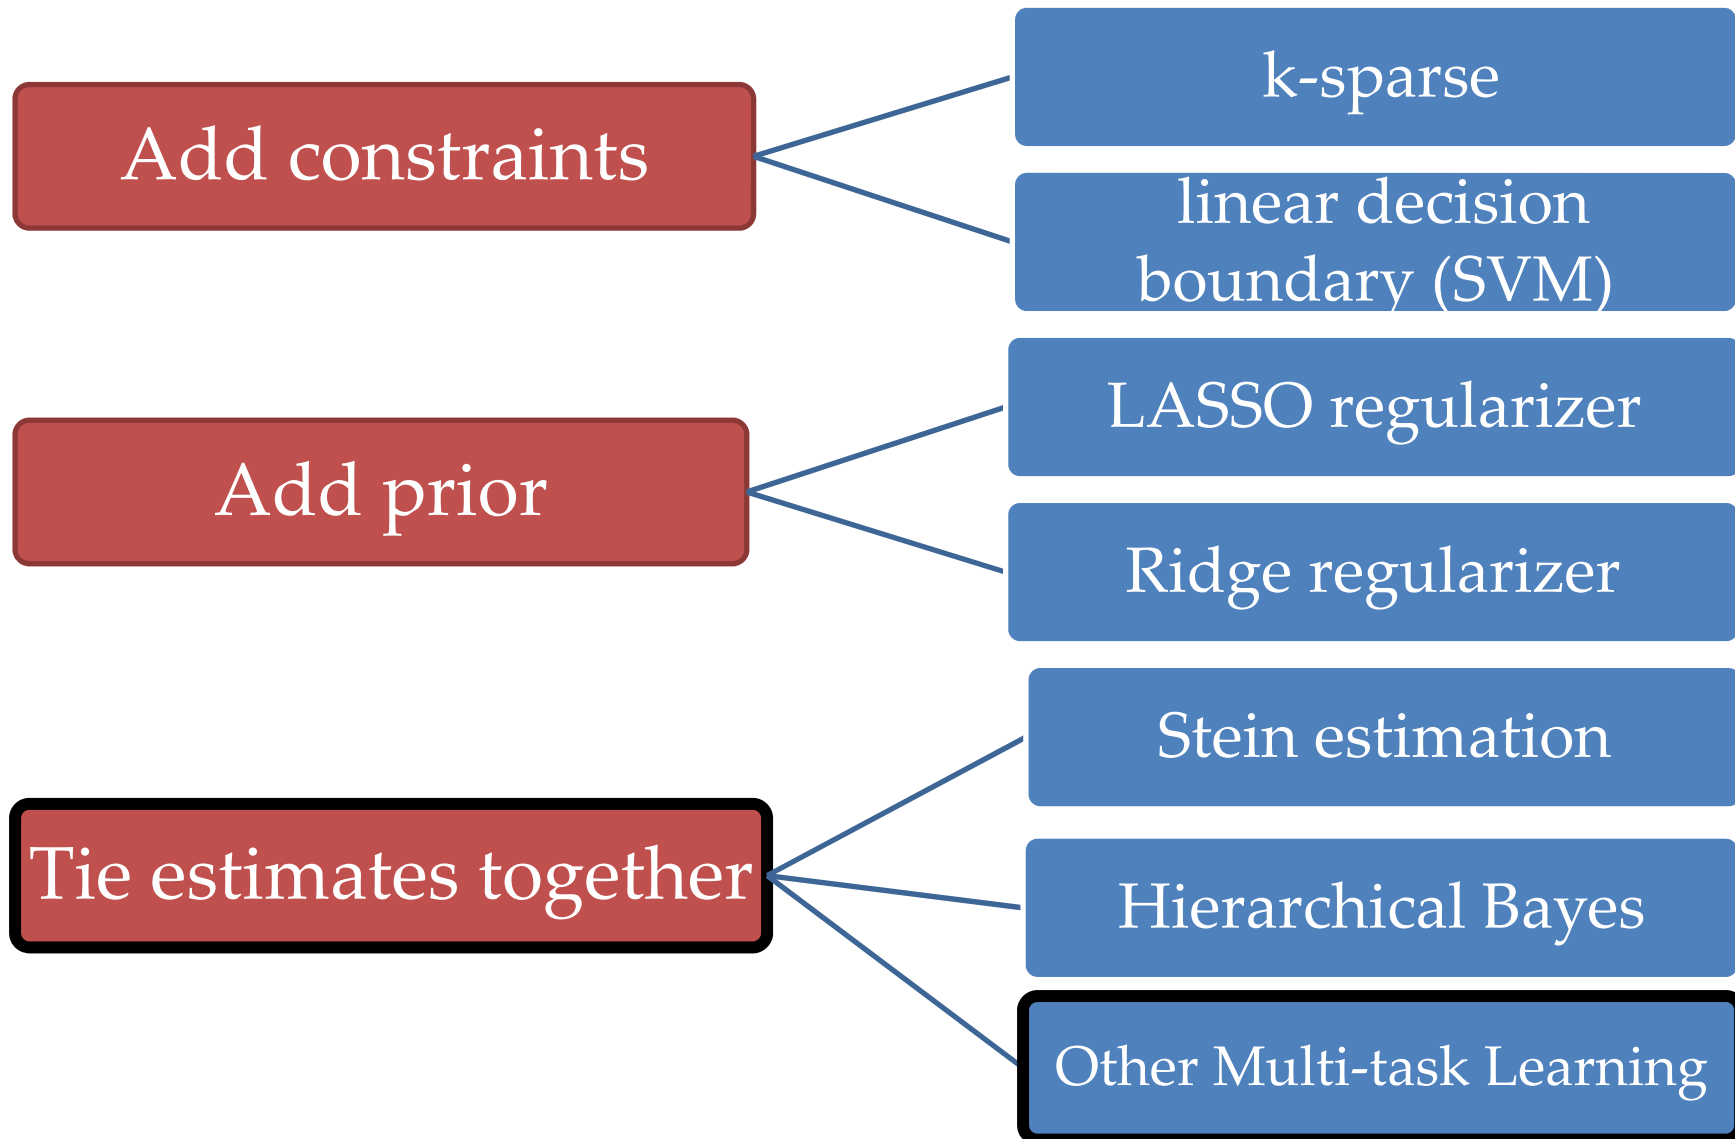 Add constraints
k-sparse
linear decision
boundary (SVM)
Add prior
LASSO regularizer
Ridge regularizer
Tie estimates together
Stein estimation
Hierarchical Bayes
Other Multi-task Learning